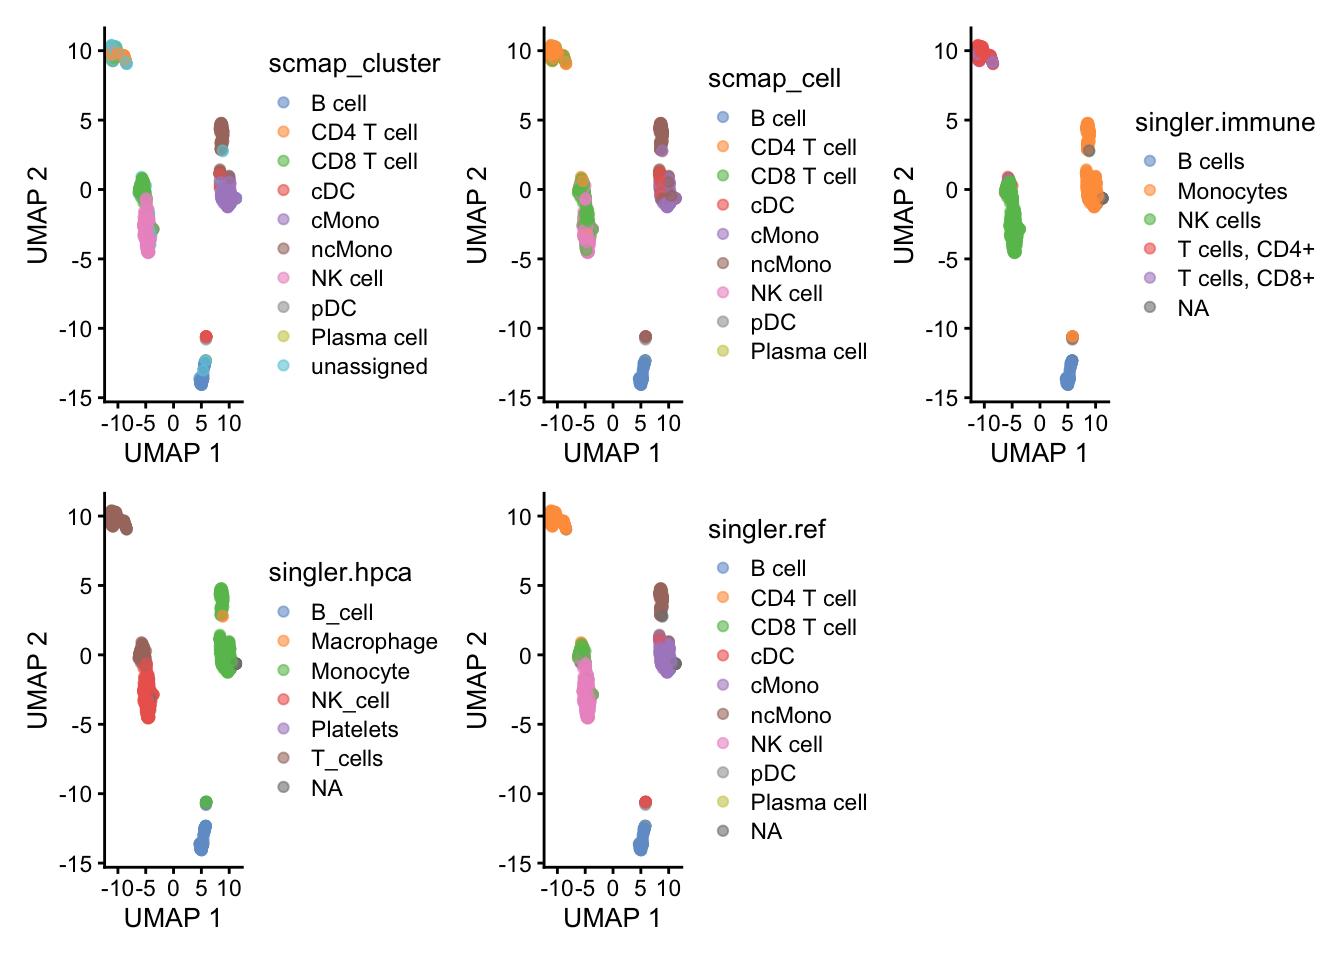 scmap_cluster
B cell
CD4 T cell
CD8 T cell
cDC
cMono
ncMono
NK cell
pDC
Plasma cell
unassigned
10
5
0
-5
-10
-15
UMAP 2
-10 -5 0 5 10
UMAP 1
scmap_cell
B cell
CD4 T cell
CD8 T cell
cDC
cMono
ncMono
NK cell
pDC
Plasma cell
10
5
0
-5
-10
-15
UMAP 2
-10 -5 0 5 10
UMAP 1
singler.immune
B cells
Monocytes
NK cells
T cells, CD4+
T cells, CD8+
NA
10
5
0
-5
-10
-15
UMAP 2
-10 -5 0 5 10
UMAP 1
singler.hpca
B_cell
Macrophage
Monocyte
NK_cell
Platelets
T_cells
NA
10
5
0
-5
-10
-15
UMAP 2
-10 -5 0 5 10
UMAP 1
singler.ref
B cell
CD4 T cell
CD8 T cell
cDC
cMono
ncMono
NK cell
pDC
Plasma cell
NA
10
5
0
-5
-10
-15
UMAP 2
-10 -5 0 5 10
UMAP 1